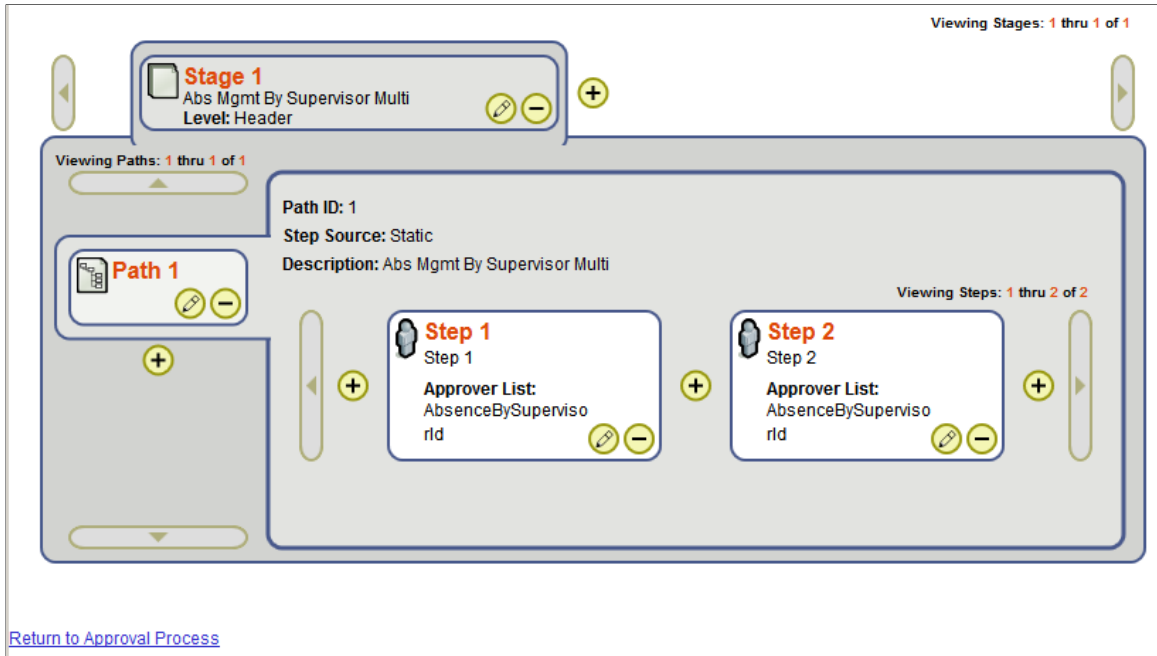 Viewing Stages: 1 thru 1 of 1
Stage 1
Abs Mgmt By Supervisor Multi
Level: Header
Viewing Paths: 1 thru 1 of 1
Path 1
Path ID: 1
Step Source: Static
Description: Abs Mgmt By Supervisor Multi
Viewing Steps: 1 thru 2 of 2
Step 1
Step 1
Approver List:
AbsenceBySuperviso
rId
Step 2
Step 2
Approver List:
AbsenceBySuperviso
rId
Return to Approval Process